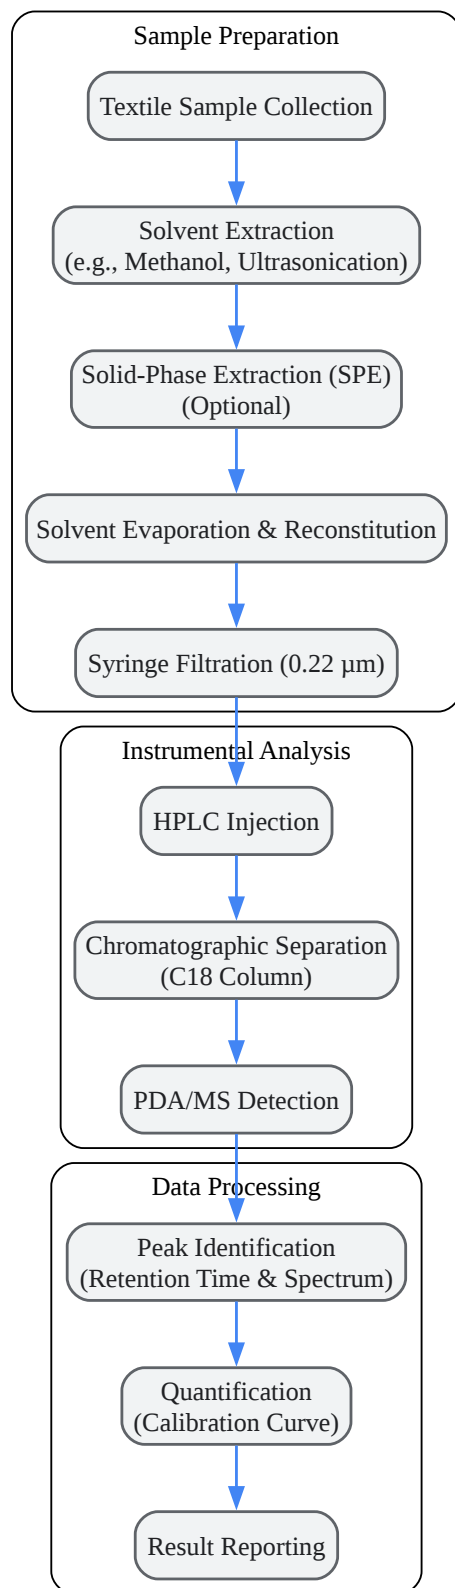 Sample Preparation
Textile Sample Collection
Solvent Extraction
(e.g., Methanol, Ultrasonication)
Solid-Phase Extraction (SPE)
(Optional)
Solvent Evaporation & Reconstitution
Syringe Filtration (0.22 µm)
Instrumental Analysis
HPLC Injection
Chromatographic Separation
(C18 Column)
PDA/MS Detection
Data Processing
Peak Identification
(Retention Time & Spectrum)
Quantification
(Calibration Curve)
Result Reporting